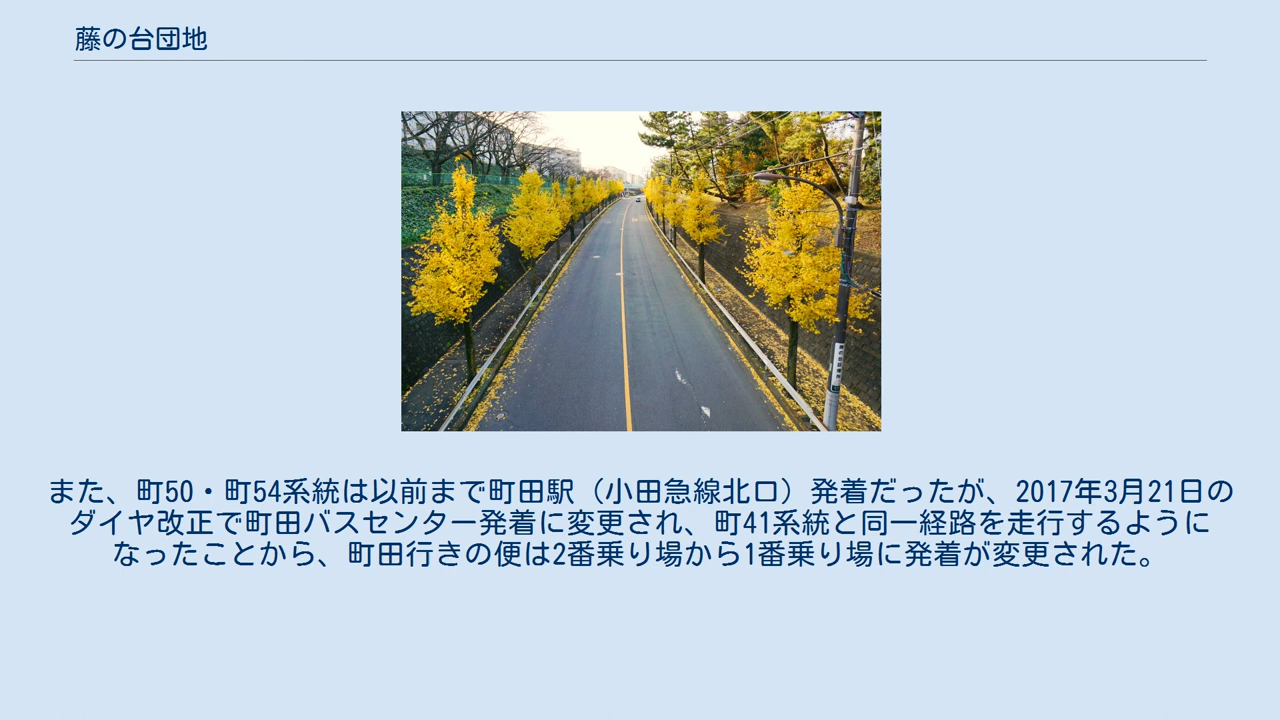 藤の台団地
また、町50・町54系統は以前まで町田駅（小田急線北口）発着だったが、2017年3月21日の
ダイヤ改正で町田バスセンター発着に変更され、町41系統と同一経路を走行するように
なったことから、町田行きの便は2番乗り場から1番乗り場に発着が変更された。